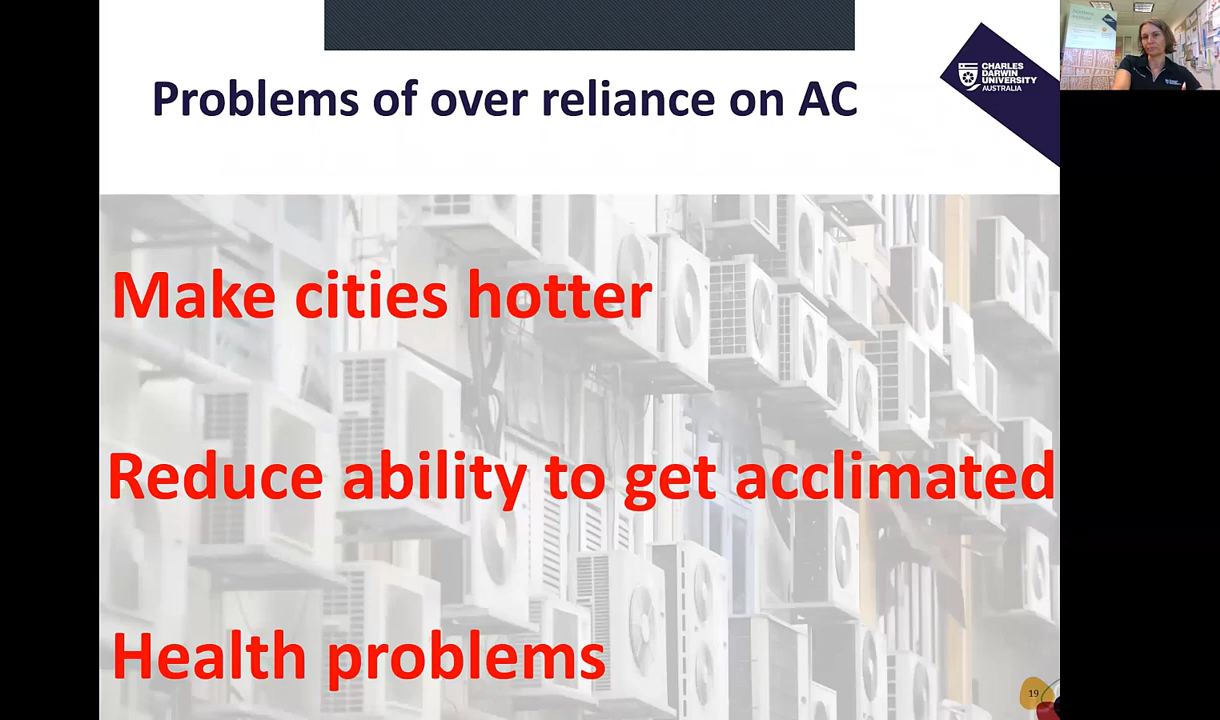 Problems of over reliance on AC
CHARLES
DARWIN
UNIVERSITY
AUSTRALIA
Make cities hotter
Reduce ability to get acclimated
Health problems
19